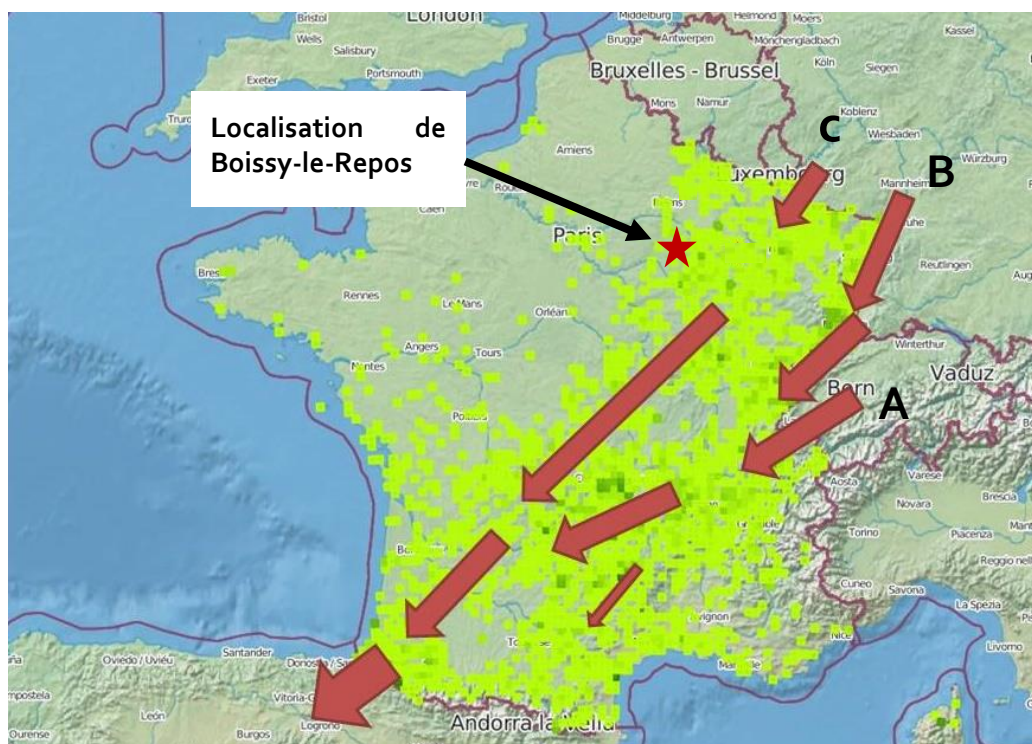 London
Middelburg
Helmond
Moers
Kassel
Bristol
Brugge
Antwerpen
Mönchengladbach
Wells
Salisbury
Köln
Siegen
Bruxelles - Brussel
Exeter
Portsmouth
Mons
Namur
Koblenz
Localisation de
Boissy-le-Repos
C
Wiesbaden
Amiens
Würzburg
B
Mannheim
Caen
Paris
Reutlingen
Rennes
Le Mans
Orléan
Angers
Tours
Winterthur
Nantes
Bern
Vaduz
A
Aosta
Varese
Novara
Brescia
Torino
Piacenza
Reggio nell
Cuneo
Savona
La Spezia
Nice
Livorno
Santander
Oviedo / Uviéu
Donostia / Sa
Vitoria-G
León
Logroño
Burgos
Ourense
Andorra la Vella